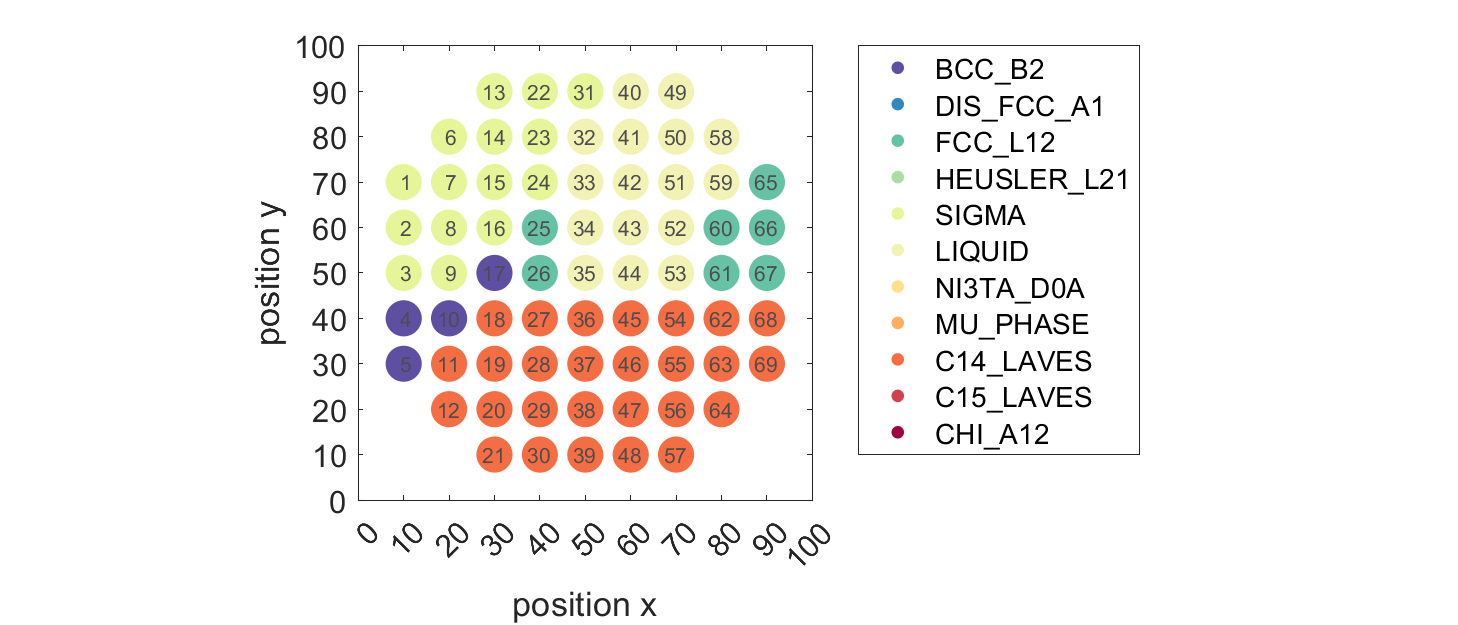 100
90
80
70
60
50
40
30
20
10
0
13 22 31 40 49
6 14 23 32 41 50 58
1 7 15 24 33 42 51 59 65
2 8 16 25 34 43 52 60 66
3 9 17 26 35 44 53 61 67
4 10 18 27 36 45 54 62 68
5 11 19 28 37 46 55 63 69
12 20 29 38 47 56 64
21 30 39 48 57
0 10 20 30 40 50 60 70 80 90 100
position x
position y
BCC_B2
DIS_FCC_A1
FCC_L12
HEUSLER_L21
SIGMA
LIQUID
NI3TA_D0A
MU_PHASE
C14_LAVES
C15_LAVES
CHI_A12